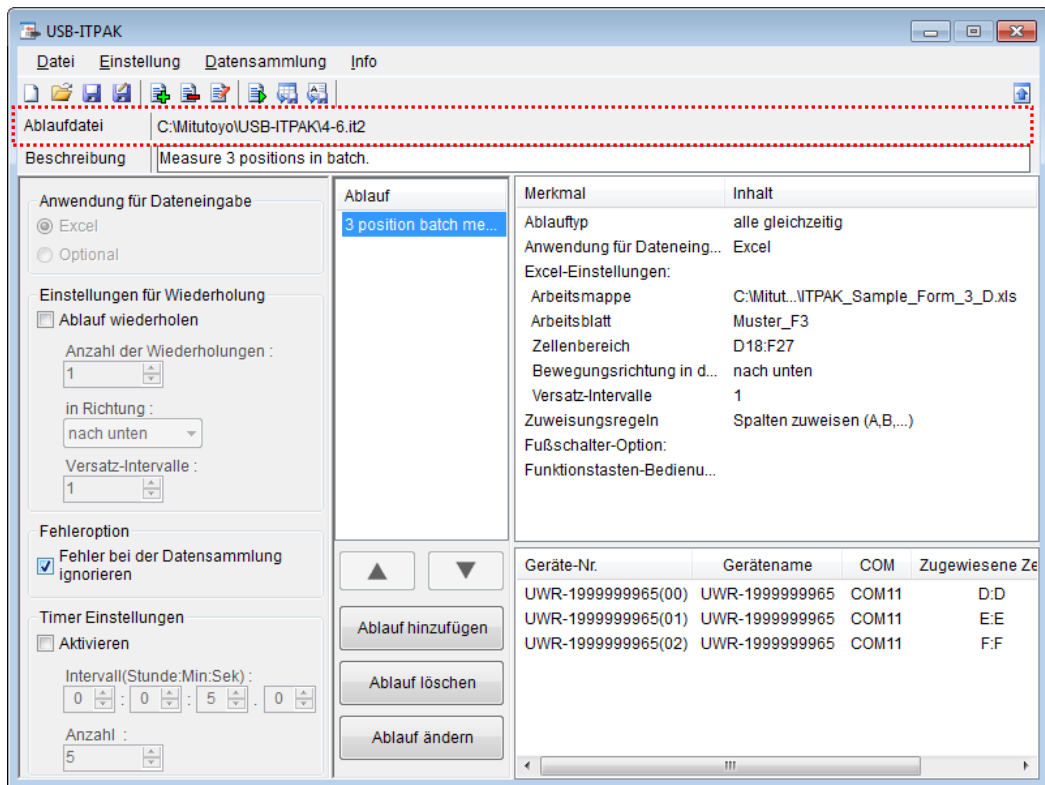 USB-ITPAK
Datei Einstellung Datensammlung Info
Ablaufdatei C:\Mitutoyo\USB-ITPAK\4-6.it2
Beschreibung Measure 3 positions in batch.
Anwendung für Dateneingabe
Excel
Optional
Einstellungen für Wiederholung
Ablauf wiederholen
Anzahl der Wiederholungen :
1
in Richtung :
nach unten
Versatz-Intervalle :
1
Fehleroption
Fehler bei der Datensammlung
ignorieren
Timer Einstellungen
Aktivieren
Intervall(Stunde:Min:Sek) :
0 : 0 : 5 . 0
Anzahl :
5
Ablauf
3 position batch me...
Ablauf hinzufügen
Ablauf löschen
Ablauf ändern
Merkmal Inhalt
Ablauftyp alle gleichzeitig
Anwendung für Dateneing... Excel
Excel-Einstellungen:
Arbeitsmappe C:\Mitut...\ITPAK_Sample_Form_3_D.xls
Arbeitsblatt Muster_F3
Zellenbereich D18:F27
Bewegungsrichtung in d... nach unten
Versatz-Intervalle 1
Zuweisungsregeln Spalten zuweisen (A,B,...)
Fußschalter-Option:
Funktionstasten-Bedienu...
Geräte-Nr. Gerätename COM Zugewiesene Ze
UWR-1999999965(00) UWR-1999999965 COM11 D:D
UWR-1999999965(01) UWR-1999999965 COM11 E:E
UWR-1999999965(02) UWR-1999999965 COM11 F:F